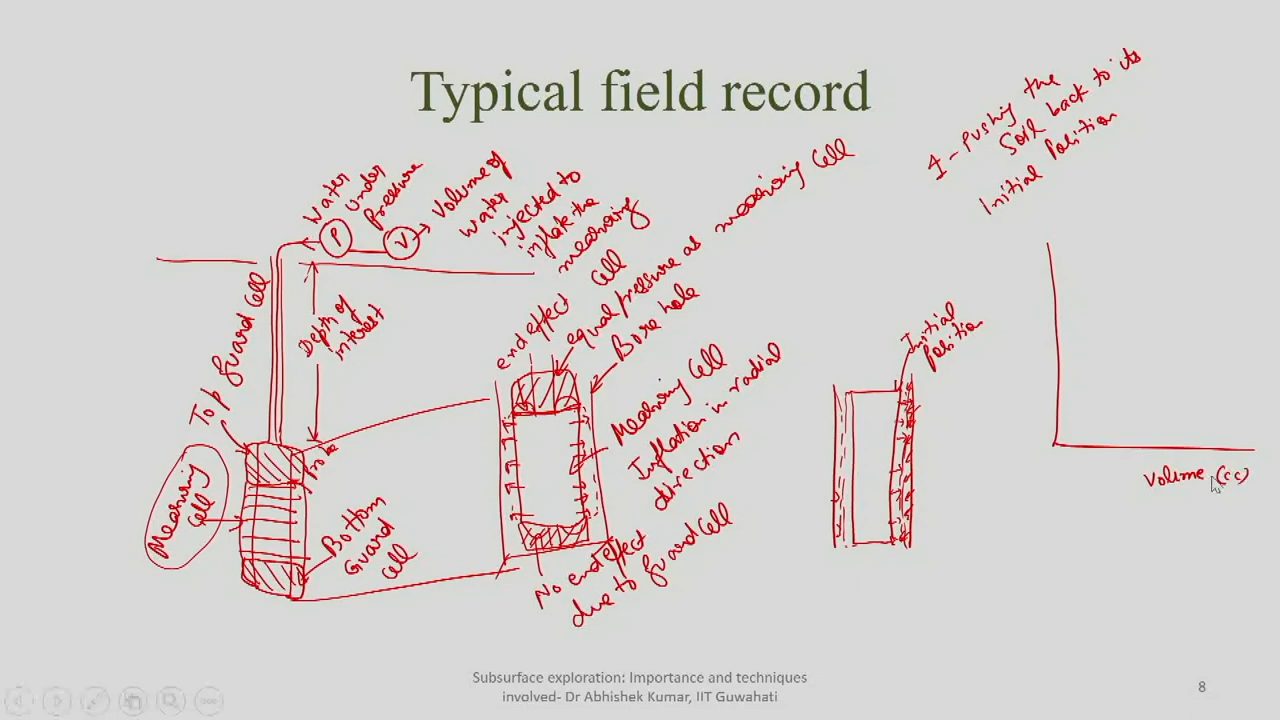 Typical field record
I - Pushing the
Soil back to its
Initial Position
Water
under
Pressure
P
V
Volume of
water
injected to
inflate the
measuring
cell
Top guard cell
Depth of
interest
Probe
Measuring
cell
Bottom
Guard
cell
end effect
equal pressure as measuring cell
Bore hole
Measuring cell
Inflation in radial
direction
No end effect
due to guard cell
Initial
Position
Volume (cc)
Subsurface exploration: Importance and techniques
involved- Dr Abhishek Kumar, IIT Guwahati
8